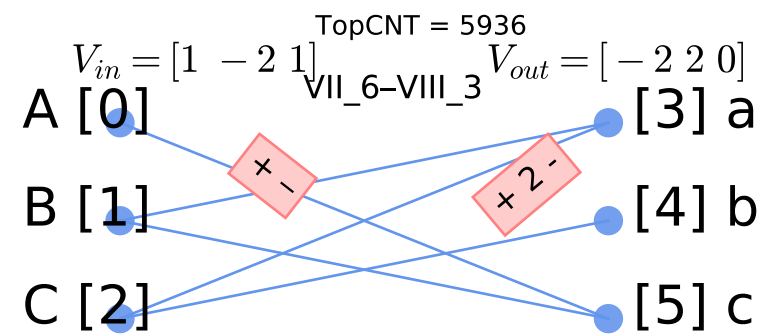 TopCNT = 5936
V_in = [1 −2 1] V_out = [−2 2 0]
VII_6–VIII_3
A [0] [3] a
+ − + 2 -
B [1] [4] b
C [2] [5] c